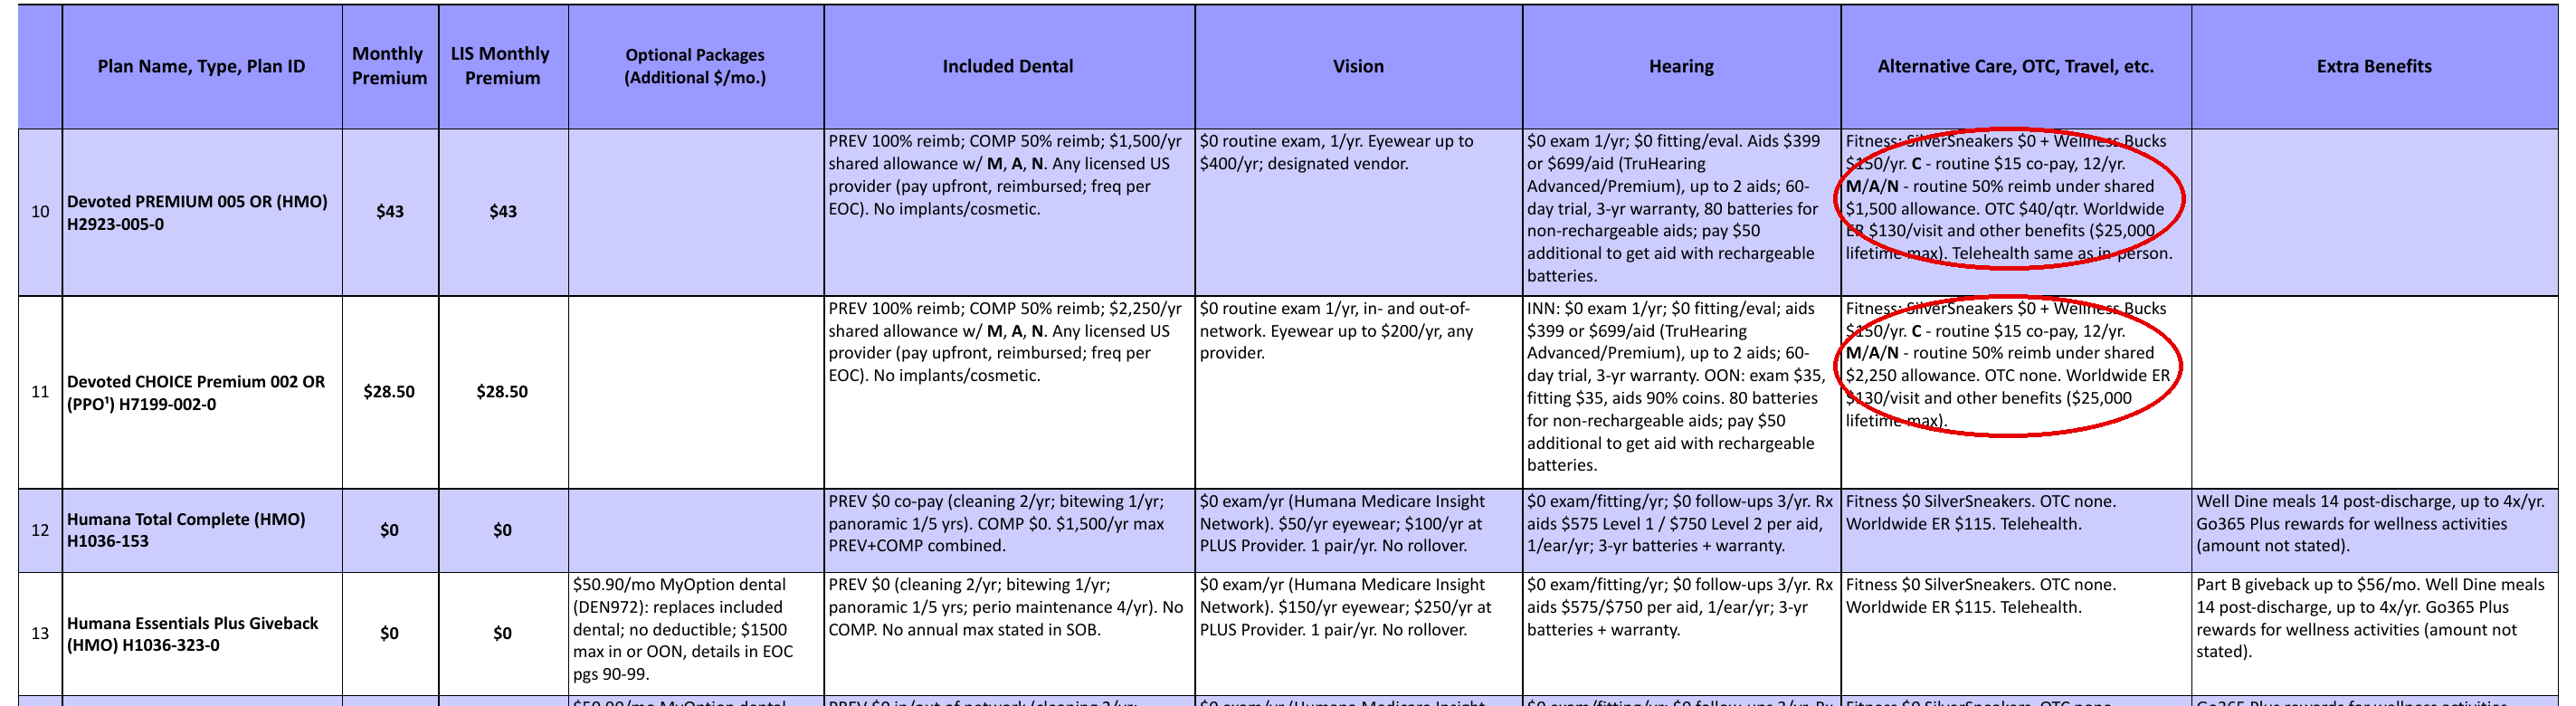 Plan Name, Type, Plan ID
Monthly
Premium
LIS Monthly
Premium
Optional Packages
(Additional $/mo.)
Included Dental
Vision
Hearing
Alternative Care, OTC, Travel, etc.
Extra Benefits
10
Devoted PREMIUM 005 OR (HMO)
H2923-005-0
$43
$43
PREV 100% reimb; COMP 50% reimb; $1,500/yr
shared allowance w/ M, A, N. Any licensed US
provider (pay upfront, reimbursed; freq per
EOC). No implants/cosmetic.
$0 routine exam, 1/yr. Eyewear up to
$400/yr; designated vendor.
$0 exam 1/yr; $0 fitting/eval. Aids $399
or $699/aid (TruHearing
Advanced/Premium), up to 2 aids; 60-
day trial, 3-yr warranty, 80 batteries for
non-rechargeable aids; pay $50
additional to get aid with rechargeable
batteries.
Fitness: SilverSneakers $0 + Wellness Bucks
$150/yr. C - routine $15 co-pay, 12/yr.
M/A/N - routine 50% reimb under shared
$1,500 allowance. OTC $40/qtr. Worldwide
ER $130/visit and other benefits ($25,000
lifetime max). Telehealth same as in-person.
11
Devoted CHOICE Premium 002 OR
(PPO¹) H7199-002-0
$28.50
$28.50
PREV 100% reimb; COMP 50% reimb; $2,250/yr
shared allowance w/ M, A, N. Any licensed US
provider (pay upfront, reimbursed; freq per
EOC). No implants/cosmetic.
$0 routine exam 1/yr, in- and out-of-
network. Eyewear up to $200/yr, any
provider.
INN: $0 exam 1/yr; $0 fitting/eval; aids
$399 or $699/aid (TruHearing
Advanced/Premium), up to 2 aids; 60-
day trial, 3-yr warranty. OON: exam $35,
fitting $35, aids 90% coins. 80 batteries
for non-rechargeable aids; pay $50
additional to get aid with rechargeable
batteries.
Fitness: SilverSneakers $0 + Wellness Bucks
$150/yr. C - routine $15 co-pay, 12/yr.
M/A/N - routine 50% reimb under shared
$2,250 allowance. OTC none. Worldwide ER
$130/visit and other benefits ($25,000
lifetime max).
12
Humana Total Complete (HMO)
H1036-153
$0
$0
PREV $0 co-pay (cleaning 2/yr; bitewing 1/yr;
panoramic 1/5 yrs). COMP $0. $1,500/yr max
PREV+COMP combined.
$0 exam/yr (Humana Medicare Insight
Network). $50/yr eyewear; $100/yr at
PLUS Provider. 1 pair/yr. No rollover.
$0 exam/fitting/yr; $0 follow-ups 3/yr. Rx
aids $575 Level 1 / $750 Level 2 per aid,
1/ear/yr; 3-yr batteries + warranty.
Fitness $0 SilverSneakers. OTC none.
Worldwide ER $115. Telehealth.
Well Dine meals 14 post-discharge, up to 4x/yr.
Go365 Plus rewards for wellness activities
(amount not stated).
13
Humana Essentials Plus Giveback
(HMO) H1036-323-0
$0
$0
$50.90/mo MyOption dental
(DEN972): replaces included
dental; no deductible; $1500
max in or OON, details in EOC
pgs 90-99.
PREV $0 (cleaning 2/yr; bitewing 1/yr;
panoramic 1/5 yrs; perio maintenance 4/yr). No
COMP. No annual max stated in SOB.
$0 exam/yr (Humana Medicare Insight
Network). $150/yr eyewear; $250/yr at
PLUS Provider. 1 pair/yr. No rollover.
$0 exam/fitting/yr; $0 follow-ups 3/yr. Rx
aids $575/$750 per aid, 1/ear/yr; 3-yr
batteries + warranty.
Fitness $0 SilverSneakers. OTC none.
Worldwide ER $115. Telehealth.
Part B giveback up to $56/mo. Well Dine meals
14 post-discharge, up to 4x/yr. Go365 Plus
rewards for wellness activities (amount not
stated).